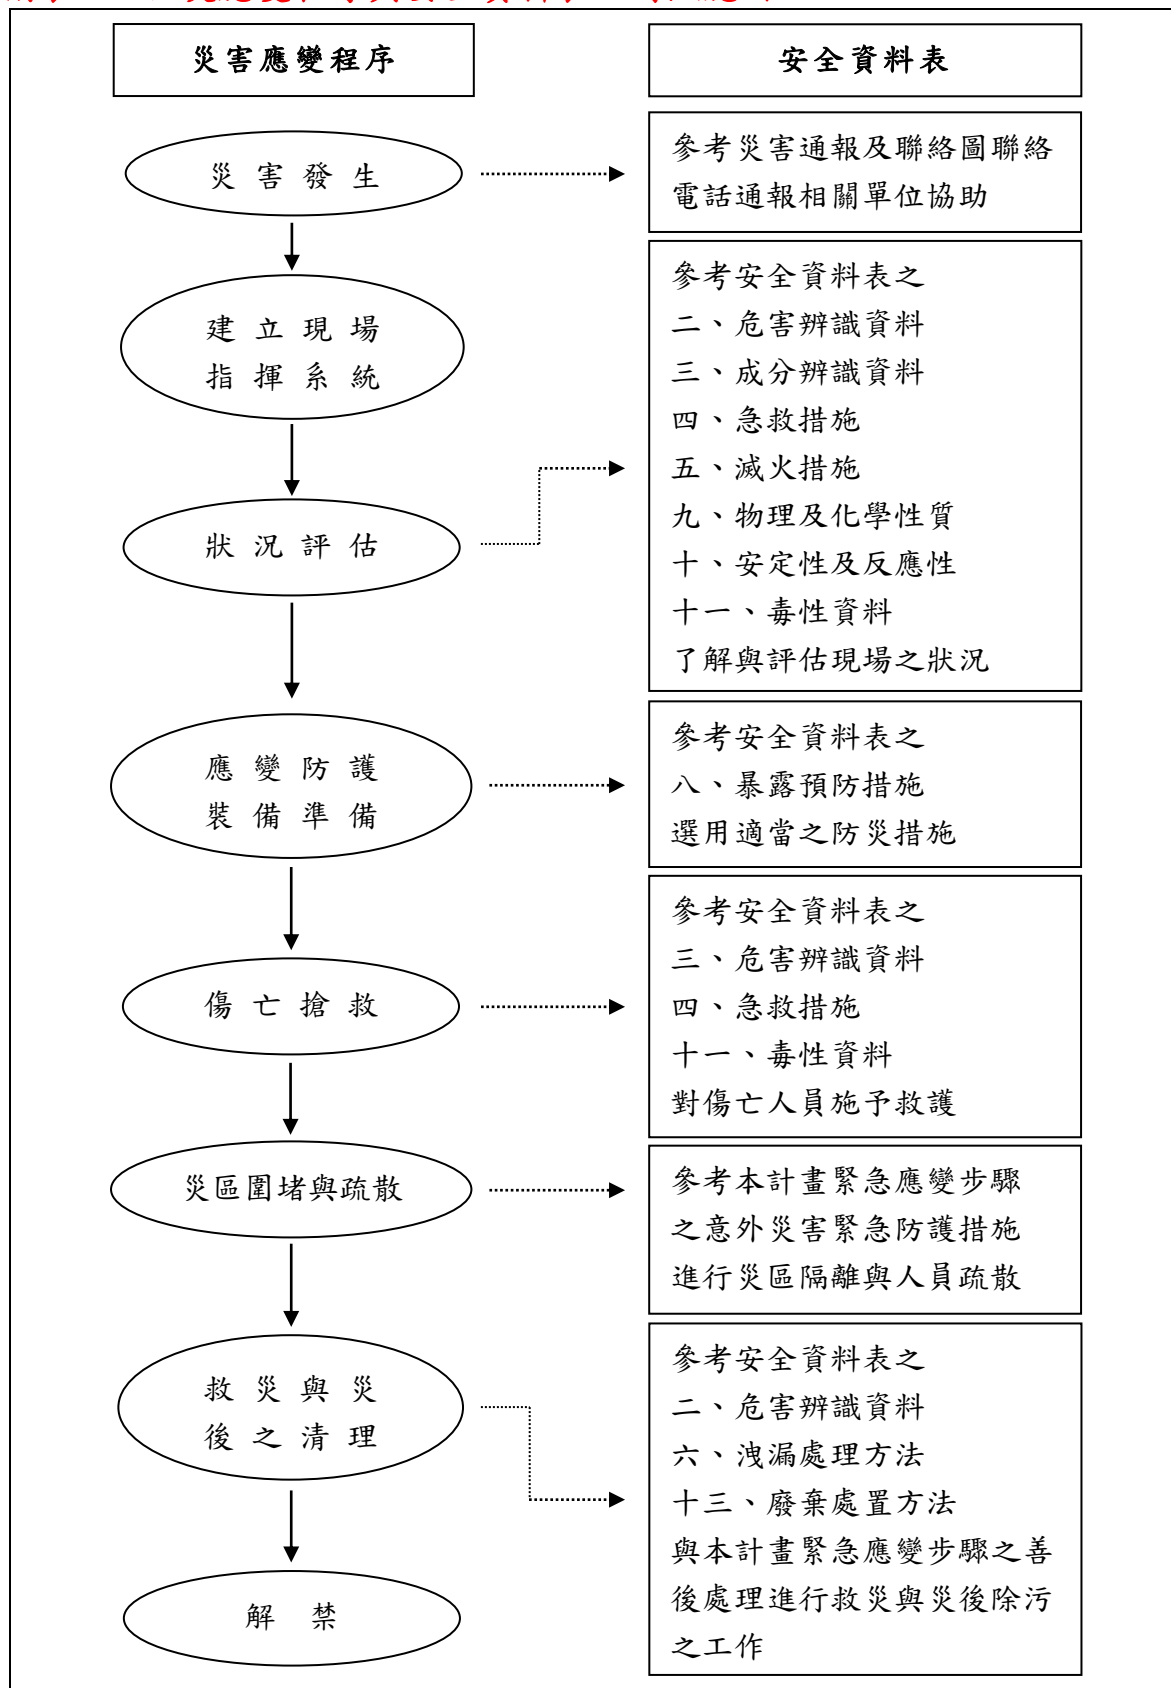 災害應變程序
安全資料表
災害發生
參考災害通報及聯絡圖聯絡
電話通報相關單位協助
建立現場
指揮系統
狀況評估
參考安全資料表之
二、危害辨識資料
三、成分辨識資料
四、急救措施
五、滅火措施
九、物理及化學性質
十、安定性及反應性
十一、毒性資料
了解與評估現場之狀況
應變防護
裝備準備
參考安全資料表之
八、暴露預防措施
選用適當之防災措施
傷亡搶救
參考安全資料表之
三、危害辨識資料
四、急救措施
十一、毒性資料
對傷亡人員施予救護
災區圍堵與疏散
參考本計畫緊急應變步驟
之意外災害緊急防護措施
進行災區隔離與人員疏散
救災與災
後之清理
參考安全資料表之
二、危害辨識資料
六、洩漏處理方法
十三、廢棄處置方法
與本計畫緊急應變步驟之善
後處理進行救災與災後除污
之工作
解禁